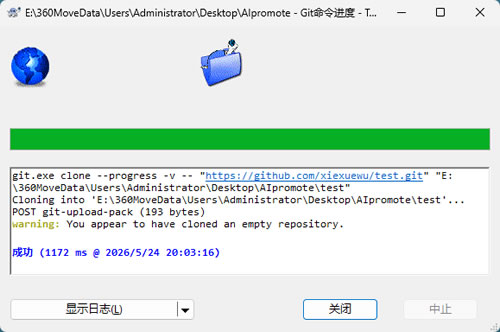 E:\360MoveData\Users\Administrator\Desktop\AIpromote - Git命令进度 - T...
git.exe clone --progress -v -- "https://github.com/xiexuewu/test.git" "E:
\360MoveData\Users\Administrator\Desktop\AIpromote\test"
Cloning into 'E:\360MoveData\Users\Administrator\Desktop\AIpromote\test'...
POST git-upload-pack (193 bytes)
warning: You appear to have cloned an empty repository.
成功 (1172 ms @ 2026/5/24 20:03:16)
显示日志(L) 关闭 中止